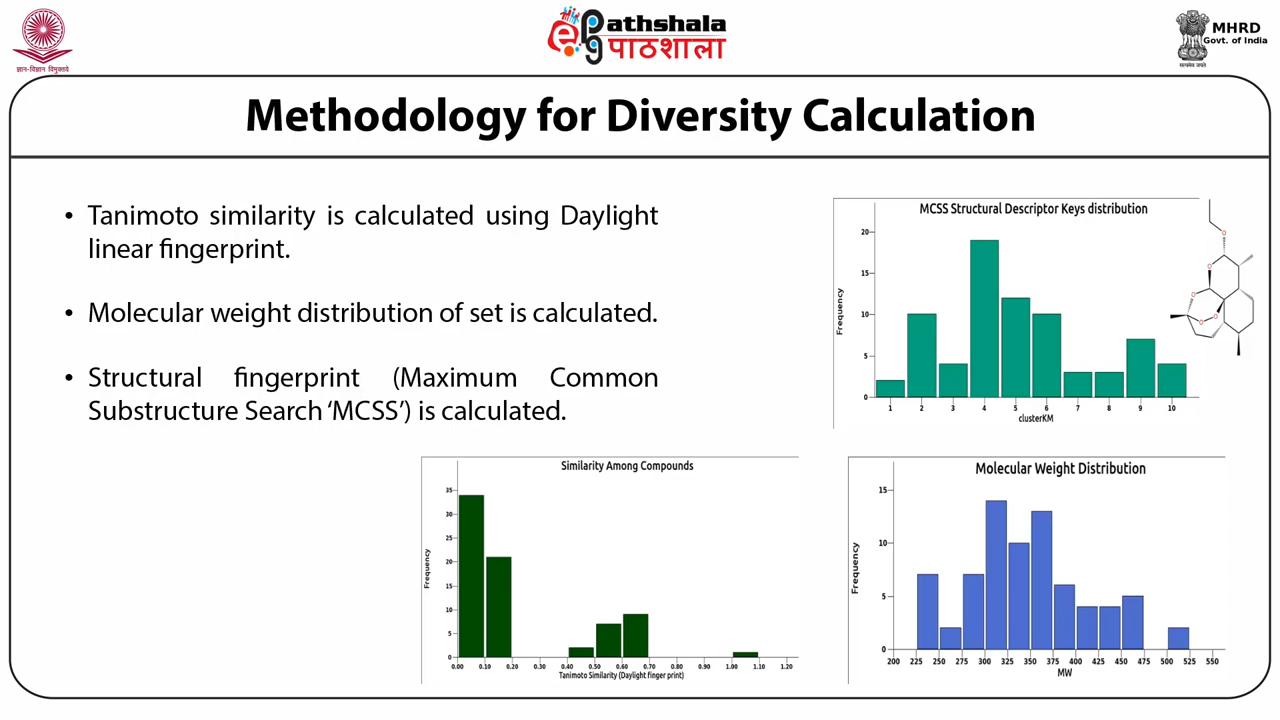 ज्ञान-विज्ञान विमुक्तये
ePathshala
पाठशाला
सत्यमेव जयते
MHRD
Govt. of India
Methodology for Diversity Calculation
• Tanimoto similarity is calculated using Daylight
linear fingerprint.
• Molecular weight distribution of set is calculated.
• Structural fingerprint (Maximum Common
Substructure Search ‘MCSS’) is calculated.
MCSS Structural Descriptor Keys distribution
Frequency
20
15
10
5
0
1 2 3 4 5 6 7 8 9 10
clusterKM
O
O
O
O
O
Similarity Among Compounds
Frequency
35
30
25
20
15
10
5
0
0.00 0.10 0.20 0.30 0.40 0.50 0.60 0.70 0.80 0.90 1.00 1.10 1.20
Tanimoto Similarity (Daylight finger print)
Molecular Weight Distribution
Frequency
15
10
5
0
200 225 250 275 300 325 350 375 400 425 450 475 500 525 550
MW